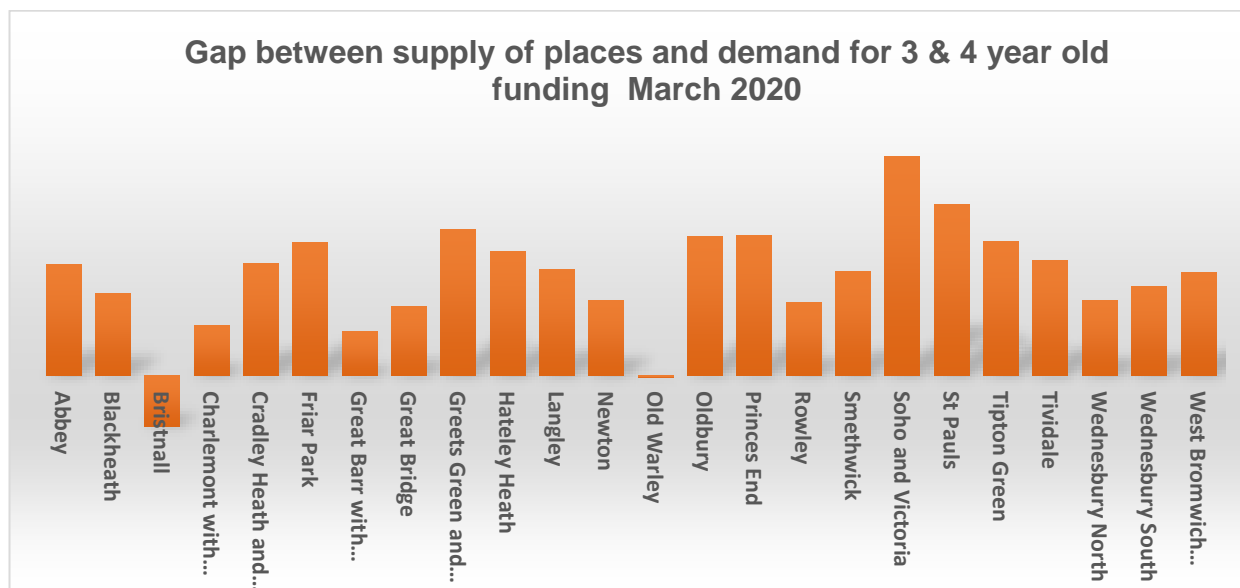 Gap between supply of places and demand for 3 & 4 year old
funding  March 2020
Abbey
Blackheath
Bristnall
Charlemont with...
Cradley Heath and...
Friar Park
Great Barr with...
Great Bridge
Greets Green and...
Hateley Heath
Langley
Newton
Old Warley
Oldbury
Princes End
Rowley
Smethwick
Soho and Victoria
St Pauls
Tipton Green
Tividale
Wednesbury North
Wednesbury South
West Bromwich...